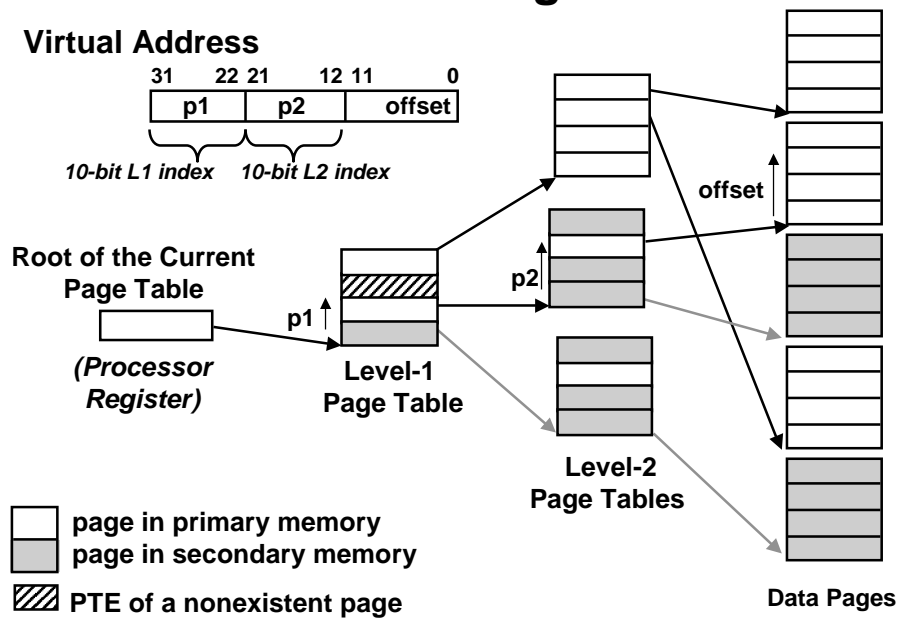 Virtual Address
31 22 21 12 11 0
p1 p2 offset
10-bit L1 index 10-bit L2 index
offset
Root of the Current
Page Table
p2
p1
(Processor
Register)
Level-1
Page Table
Level-2
Page Tables
page in primary memory
page in secondary memory
PTE of a nonexistent page
Data Pages